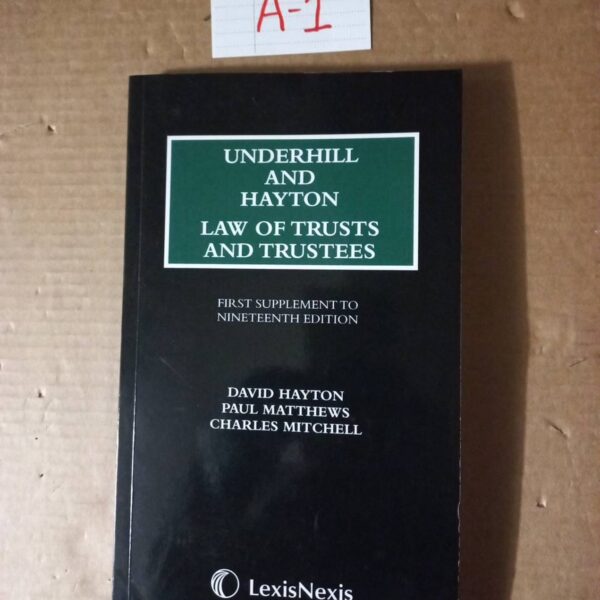 A-1
UNDERHILL
AND
HAYTON
LAW OF TRUSTS
AND TRUSTEES
FIRST SUPPLEMENT TO
NINETEENTH EDITION
DAVID HAYTON
PAUL MATTHEWS
CHARLES MITCHELL
LexisNexis